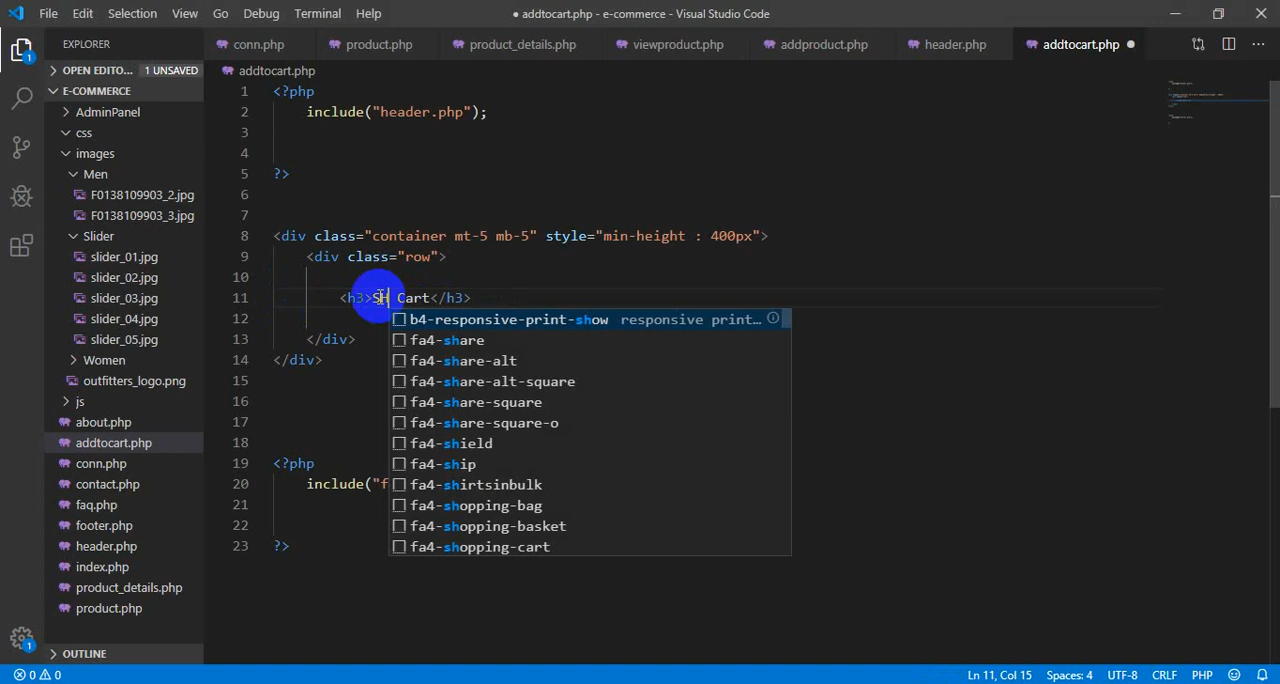 File Edit Selection View Go Debug Terminal Help
● addtocart.php - e-commerce - Visual Studio Code
EXPLORER
conn.php
product.php
product_details.php
viewproduct.php
addproduct.php
header.php
addtocart.php
OPEN EDITO... 1 UNSAVED
addtocart.php
E-COMMERCE
AdminPanel
css
images
Men
F0138109903_2.jpg
F0138109903_3.jpg
Slider
slider_01.jpg
slider_02.jpg
slider_03.jpg
slider_04.jpg
slider_05.jpg
Women
outfitters_logo.png
js
about.php
addtocart.php
conn.php
contact.php
faq.php
footer.php
header.php
index.php
product_details.php
product.php
OUTLINE
1 <?php
2 include("header.php");
3
4
5 ?>
6
7
8 <div class="container mt-5 mb-5" style="min-height : 400px">
9 <div class="row">
10
11 <h3>SH Cart</h3>
12
13 </div>
14 </div>
15
16
17
18
19 <?php
20 include("f
21
22
23 ?>
b4-responsive-print-show responsive print…
fa4-share
fa4-share-alt
fa4-share-alt-square
fa4-share-square
fa4-share-square-o
fa4-shield
fa4-ship
fa4-shirtsinbulk
fa4-shopping-bag
fa4-shopping-basket
fa4-shopping-cart
1
1
0 0
Ln 11, Col 15 Spaces: 4 UTF-8 CRLF PHP